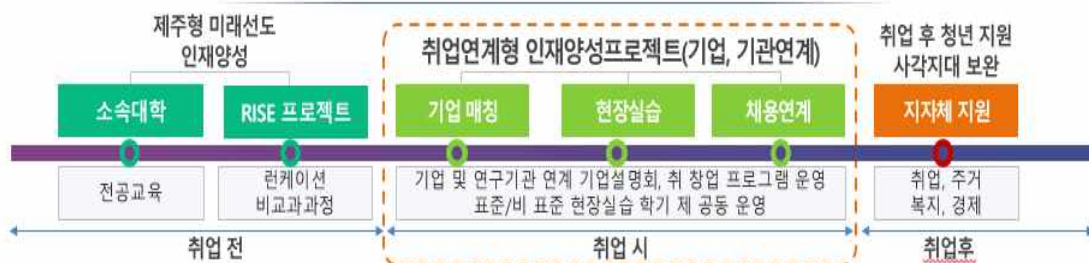 제주형 미래선도
인재양성
취업연계형 인재양성프로젝트(기업, 기관연계)
취업 후 청년 지원
사각지대 보완
소속대학
RISE 프로젝트
기업 매칭
현장실습
채용연계
지자체 지원
전공교육
런케이션
비교과과정
기업 및 연구기관 연계 기업설명회, 취 창업 프로그램 운영
표준/비 표준 현장실습 학기 제 공동 운영
취업, 주거
복지, 경제
취업 전
취업 시
취업후